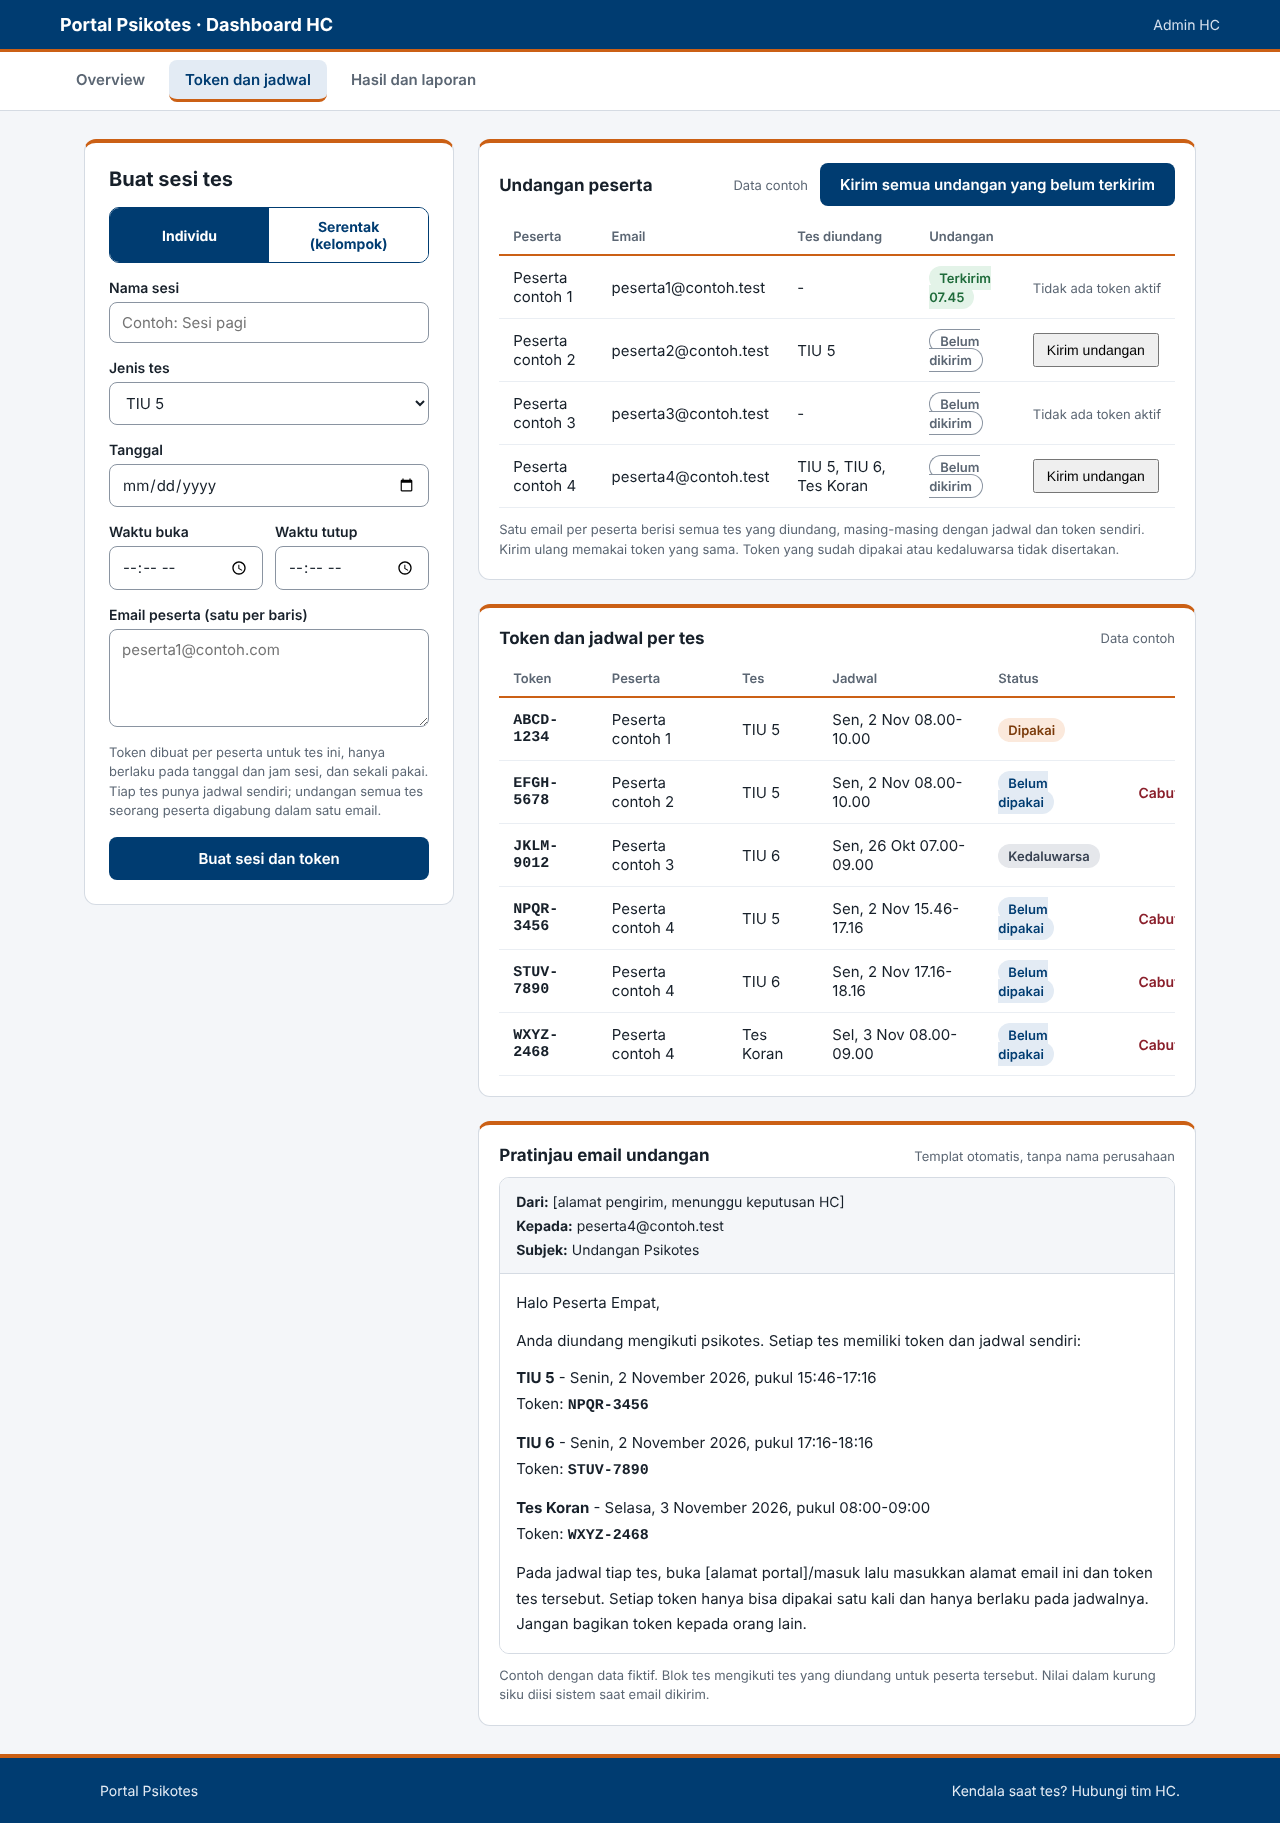 Portal Psikotes · Dashboard HC
Admin HC
Overview
Token dan jadwal
Hasil dan laporan
Buat sesi tes
Individu
Serentak
(kelompok)
Nama sesi
Contoh: Sesi pagi
Jenis tes
TIU 5
Tanggal
mm/dd/yyyy
Waktu buka
Waktu tutup
--:-- --
--:-- --
Email peserta (satu per baris)
peserta1@contoh.com
Token dibuat per peserta untuk tes ini, hanya
berlaku pada tanggal dan jam sesi, dan sekali pakai.
Tiap tes punya jadwal sendiri; undangan semua tes
seorang peserta digabung dalam satu email.
Buat sesi dan token
Undangan peserta
Data contoh
Kirim semua undangan yang belum terkirim
Peserta Email Tes diundang Undangan
Peserta
contoh 1
peserta1@contoh.test
-
Terkirim
07.45
Tidak ada token aktif
Peserta
contoh 2
peserta2@contoh.test
TIU 5
Belum
dikirim
Kirim undangan
Peserta
contoh 3
peserta3@contoh.test
-
Belum
dikirim
Tidak ada token aktif
Peserta
contoh 4
peserta4@contoh.test
TIU 5, TIU 6,
Tes Koran
Belum
dikirim
Kirim undangan
Satu email per peserta berisi semua tes yang diundang, masing-masing dengan jadwal dan token sendiri.
Kirim ulang memakai token yang sama. Token yang sudah dipakai atau kedaluwarsa tidak disertakan.
Token dan jadwal per tes
Data contoh
Token Peserta Tes Jadwal Status
ABCD-
1234
Peserta
contoh 1
TIU 5
Sen, 2 Nov 08.00-
10.00
Dipakai
EFGH-
5678
Peserta
contoh 2
TIU 5
Sen, 2 Nov 08.00-
10.00
Belum
dipakai
Cabu
JKLM-
9012
Peserta
contoh 3
TIU 6
Sen, 26 Okt 07.00-
09.00
Kedaluwarsa
NPQR-
3456
Peserta
contoh 4
TIU 5
Sen, 2 Nov 15.46-
17.16
Belum
dipakai
Cabu
STUV-
7890
Peserta
contoh 4
TIU 6
Sen, 2 Nov 17.16-
18.16
Belum
dipakai
Cabu
WXYZ-
2468
Peserta
contoh 4
Tes
Koran
Sel, 3 Nov 08.00-
09.00
Belum
dipakai
Cabu
Pratinjau email undangan
Templat otomatis, tanpa nama perusahaan
Dari: [alamat pengirim, menunggu keputusan HC]
Kepada: peserta4@contoh.test
Subjek: Undangan Psikotes
Halo Peserta Empat,
Anda diundang mengikuti psikotes. Setiap tes memiliki token dan jadwal sendiri:
TIU 5 - Senin, 2 November 2026, pukul 15:46-17:16
Token: NPQR-3456
TIU 6 - Senin, 2 November 2026, pukul 17:16-18:16
Token: STUV-7890
Tes Koran - Selasa, 3 November 2026, pukul 08:00-09:00
Token: WXYZ-2468
Pada jadwal tiap tes, buka [alamat portal]/masuk lalu masukkan alamat email ini dan token
tes tersebut. Setiap token hanya bisa dipakai satu kali dan hanya berlaku pada jadwalnya.
Jangan bagikan token kepada orang lain.
Contoh dengan data fiktif. Blok tes mengikuti tes yang diundang untuk peserta tersebut. Nilai dalam kurung
siku diisi sistem saat email dikirim.
Portal Psikotes
Kendala saat tes? Hubungi tim HC.